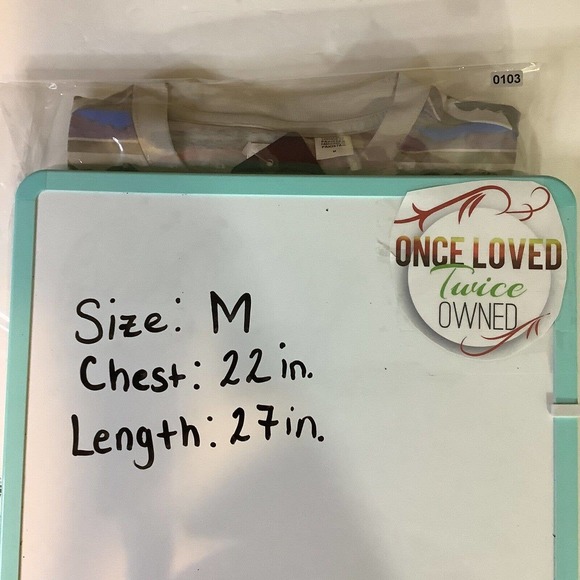 0103
ONCE LOVED
Twice
OWNED
Size: M
Chest: 22 in.
Length: 27 in.